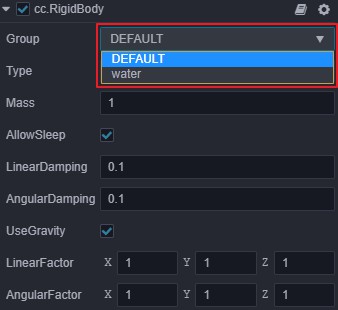 cc.RigidBody
Group DEFAULT
DEFAULT
Type water
Mass 1
AllowSleep
LinearDamping 0.1
AngularDamping 0.1
UseGravity
LinearFactor X 1 Y 1 Z 1
AngularFactor X 1 Y 1 Z 1